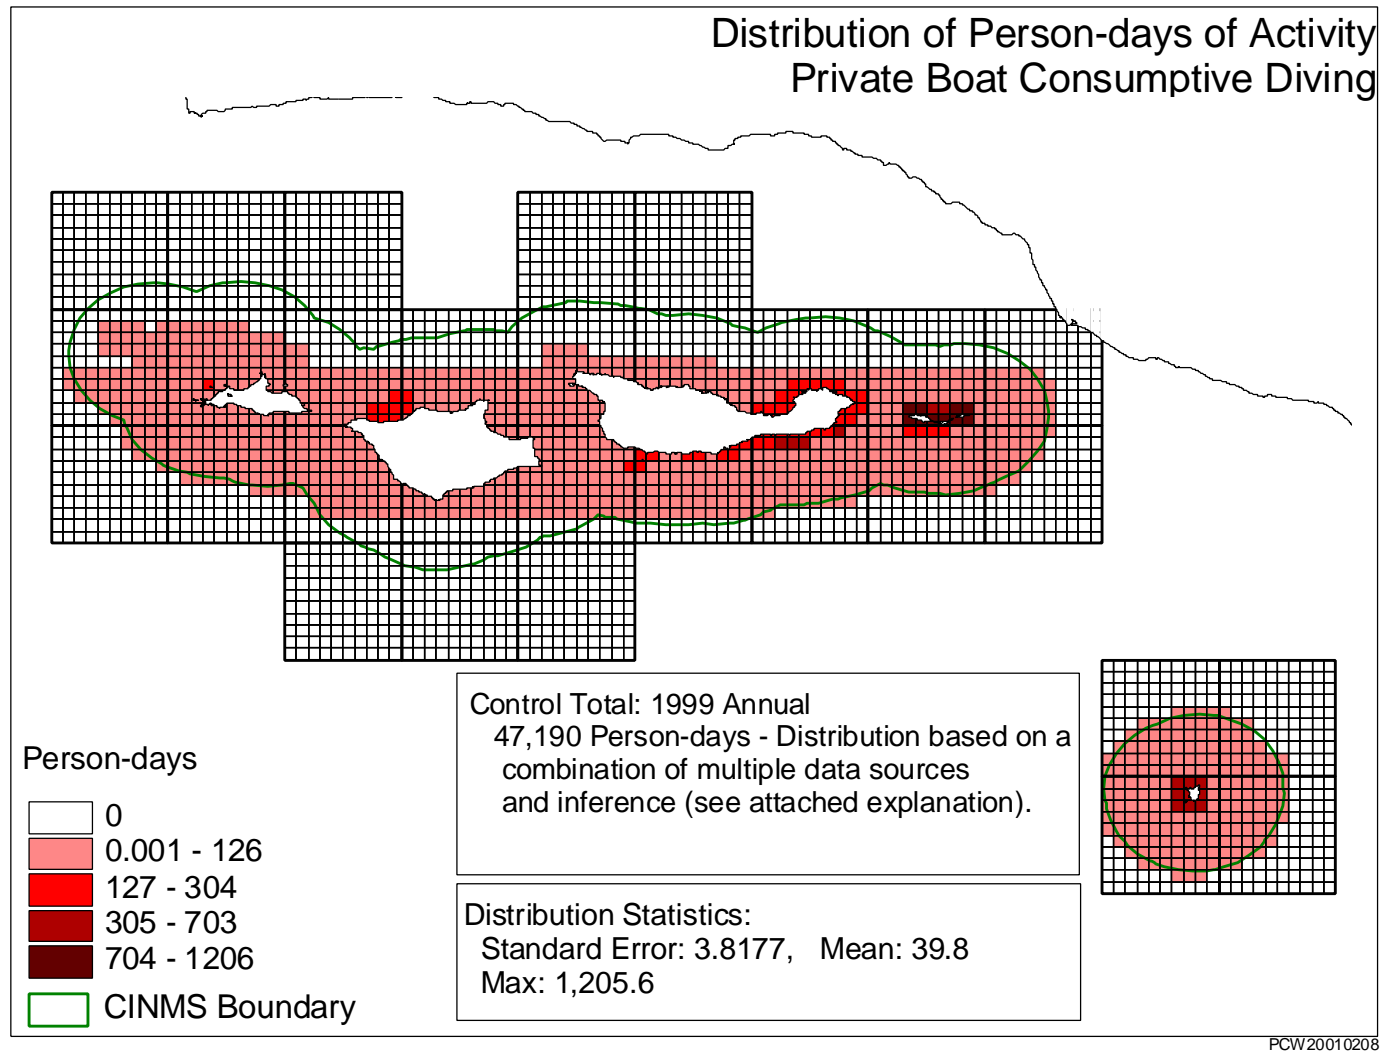 Distribution of Person-days of Activity
Private Boat Consumptive Diving
Control Total: 1999 Annual
47,190 Person-days - Distribution based on a
combination of multiple data sources
and inference (see attached explanation).
Person-days
0
0.001 - 126
127 - 304
305 - 703
704 - 1206
CINMS Boundary
Distribution Statistics:
Standard Error: 3.8177,   Mean: 39.8
Max: 1,205.6
PCW20010208